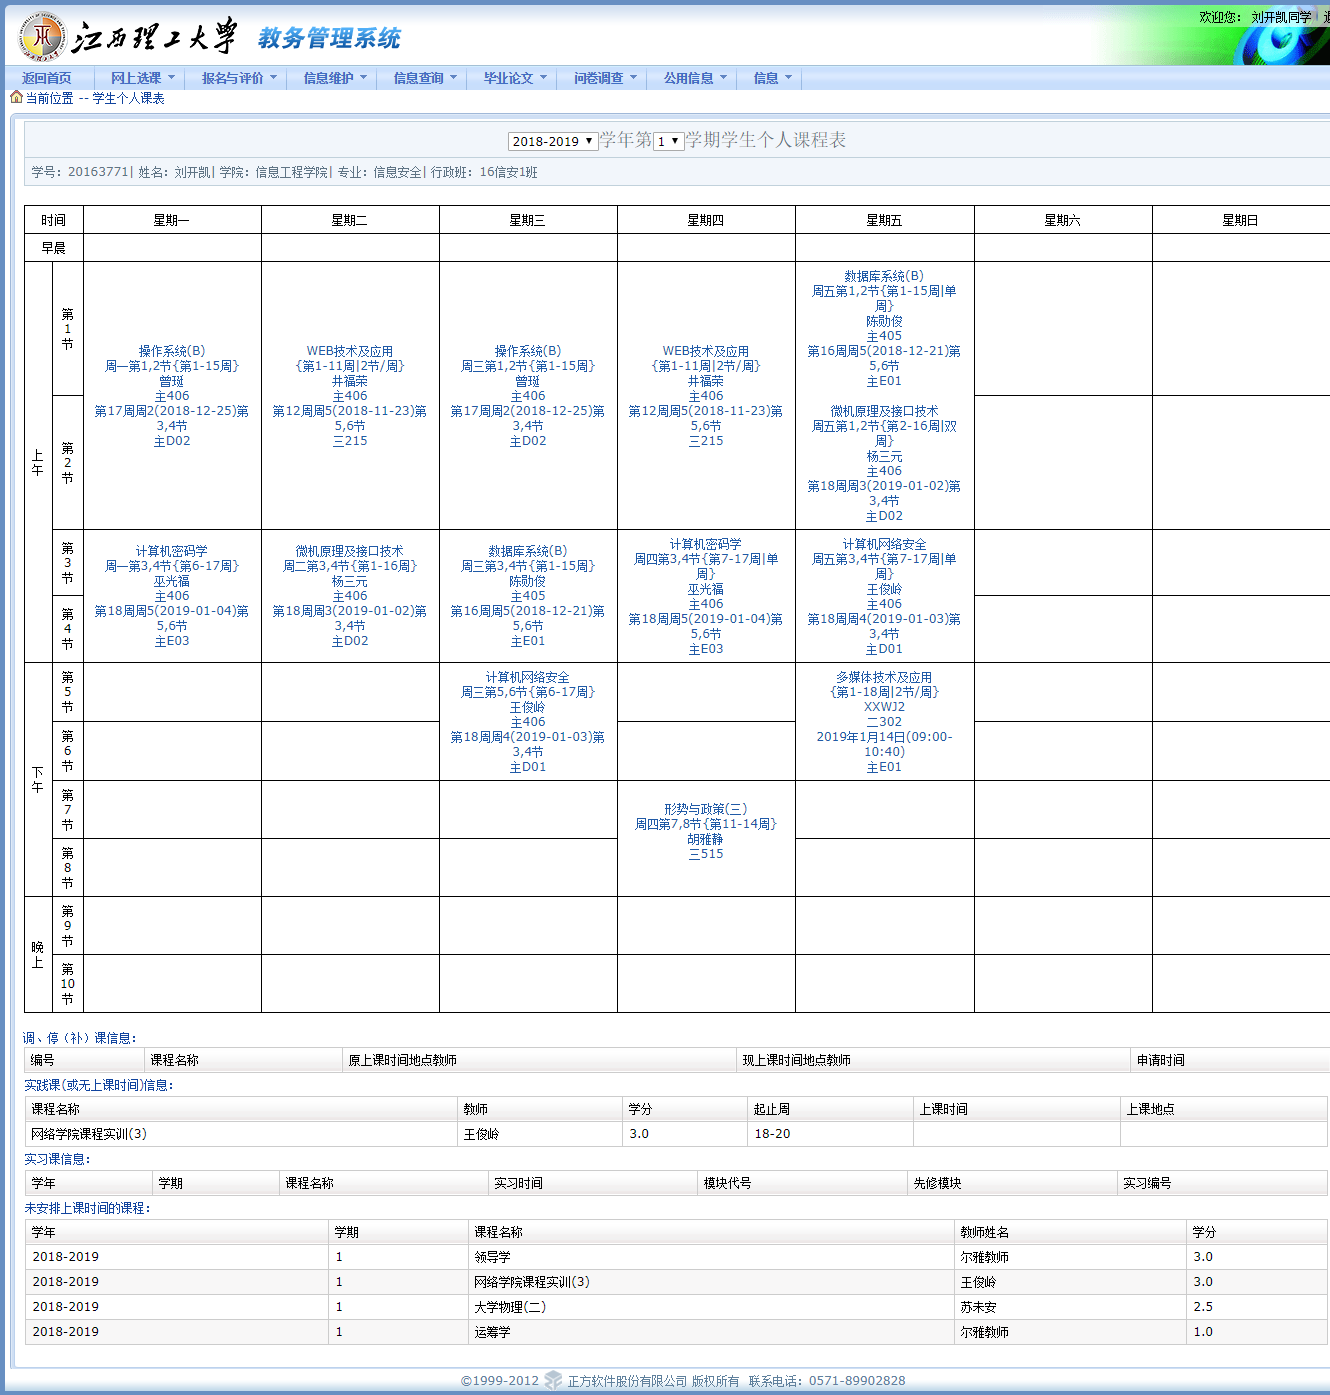 江西理工大学 教务管理系统
欢迎您： 刘开凯同学
返回首页 网上选课 报名与评价 信息维护 信息查询 毕业论文 问卷调查 公用信息 信息
当前位置 -- 学生个人课表
2018-2019 学年第 1 学期学生个人课程表
学号：20163771| 姓名：刘开凯| 学院：信息工程学院| 专业：信息安全| 行政班：16信安1班
时间 星期一 星期二 星期三 星期四 星期五 星期六 星期日
早晨
上午
第1节
第2节
操作系统(B)
周一第1,2节{第1-15周}
曾珽
主406
第17周周2(2018-12-25)第
3,4节
主D02
WEB技术及应用
{第1-11周|2节/周}
井福荣
主406
第12周周5(2018-11-23)第
5,6节
三215
操作系统(B)
周三第1,2节{第1-15周}
曾珽
主406
第17周周2(2018-12-25)第
3,4节
主D02
WEB技术及应用
{第1-11周|2节/周}
井福荣
主406
第12周周5(2018-11-23)第
5,6节
三215
数据库系统(B)
周五第1,2节{第1-15周|单
周}
陈勋俊
主405
第16周周5(2018-12-21)第
5,6节
主E01
微机原理及接口技术
周五第1,2节{第2-16周|双
周}
杨三元
主406
第18周周3(2019-01-02)第
3,4节
主D02
第3节
第4节
计算机密码学
周一第3,4节{第6-17周}
巫光福
主406
第18周周5(2019-01-04)第
5,6节
主E03
微机原理及接口技术
周二第3,4节{第1-16周}
杨三元
主406
第18周周3(2019-01-02)第
3,4节
主D02
数据库系统(B)
周三第3,4节{第1-15周}
陈勋俊
主405
第16周周5(2018-12-21)第
5,6节
主E01
计算机密码学
周四第3,4节{第7-17周|单
周}
巫光福
主406
第18周周5(2019-01-04)第
5,6节
主E03
计算机网络安全
周五第3,4节{第7-17周|单
周}
王俊岭
主406
第18周周4(2019-01-03)第
3,4节
主D01
下午
第5节
第6节
计算机网络安全
周三第5,6节{第6-17周}
王俊岭
主406
第18周周4(2019-01-03)第
3,4节
主D01
多媒体技术及应用
{第1-18周|2节/周}
XXWJ2
二302
2019年1月14日(09:00-
10:40)
主E01
第7节
第8节
形势与政策(三)
周四第7,8节{第11-14周}
胡雅静
三515
晚上
第9节
第10节
调、停（补）课信息：
编号 课程名称 原上课时间地点教师 现上课时间地点教师 申请时间
实践课(或无上课时间)信息：
课程名称 教师 学分 起止周 上课时间 上课地点
网络学院课程实训(3) 王俊岭 3.0 18-20
实习课信息：
学年 学期 课程名称 实习时间 模块代号 先修模块 实习编号
未安排上课时间的课程：
学年 学期 课程名称 教师姓名 学分
2018-2019 1 领导学 尔雅教师 3.0
2018-2019 1 网络学院课程实训(3) 王俊岭 3.0
2018-2019 1 大学物理(二) 苏未安 2.5
2018-2019 1 运筹学 尔雅教师 1.0
©1999-2012 正方软件股份有限公司 版权所有 联系电话：0571-89902828